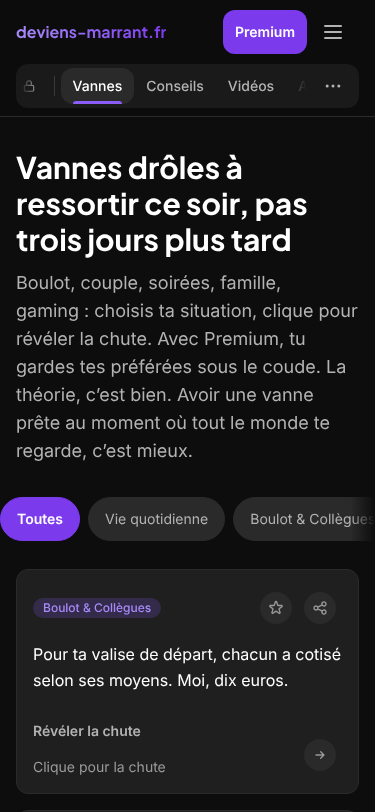 deviens-marrant.fr
Premium
Vannes Conseils Vidéos
Vannes drôles à
ressortir ce soir, pas
trois jours plus tard
Boulot, couple, soirées, famille,
gaming : choisis ta situation, clique pour
révéler la chute. Avec Premium, tu
gardes tes préférées sous le coude. La
théorie, c’est bien. Avoir une vanne
prête au moment où tout le monde te
regarde, c’est mieux.
Toutes Vie quotidienne Boulot & Collègues
Boulot & Collègues
Pour ta valise de départ, chacun a cotisé
selon ses moyens. Moi, dix euros.
Révéler la chute
Clique pour la chute